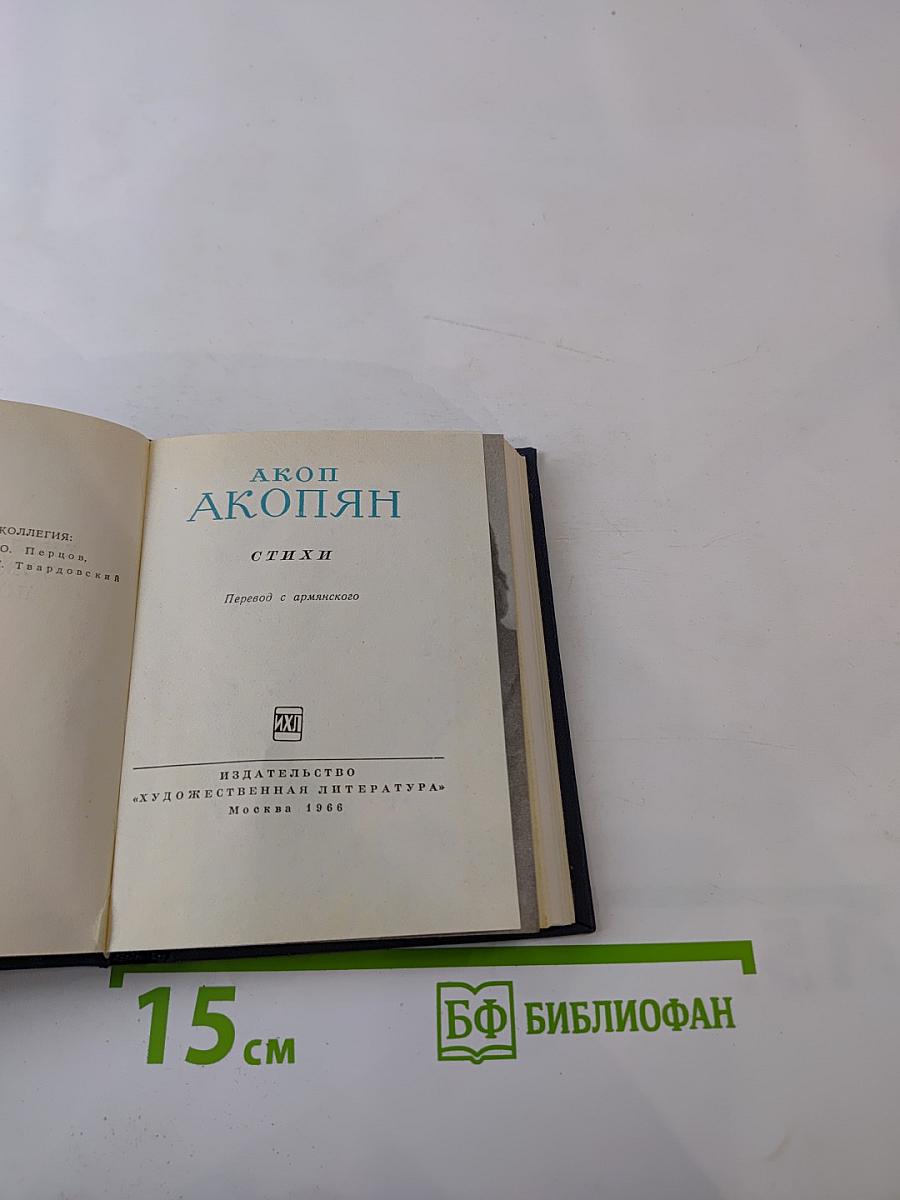 КОЛЛЕГИЯ:
О. Перцов,
Твардовский
АКОП
АКОПЯН
СТИХИ
Перевод с армянского
ИХЛ
ИЗДАТЕЛЬСТВО
«ХУДОЖЕСТВЕННАЯ ЛИТЕРАТУРА»
Москва 1966
15 см
БФ БИБЛИОФАН